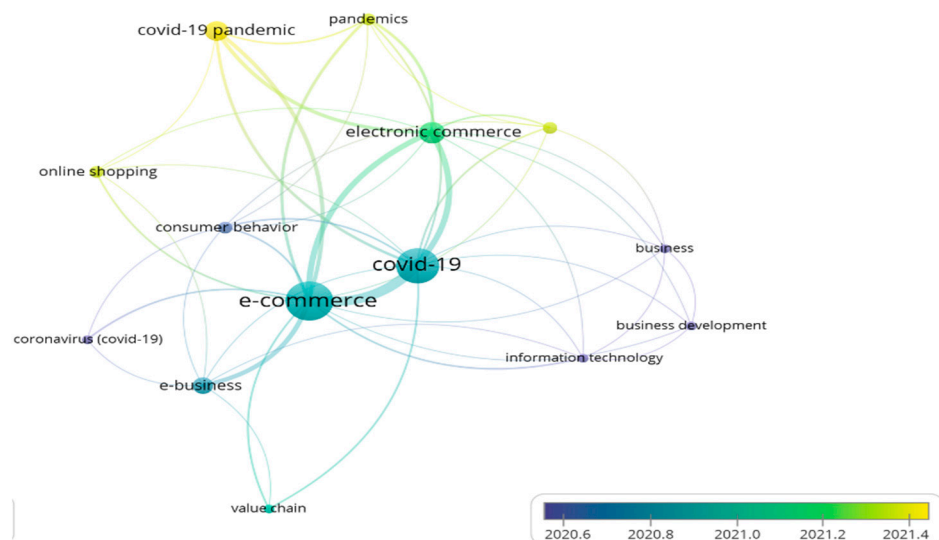 pandemics
covid-19 pandemic
electronic commerce
online shopping
consumer behavior
business
covid-19
e-commerce
business development
coronavirus (covid-19)
information technology
e-business
value chain
2020.6 2020.8 2021.0 2021.2 2021.4